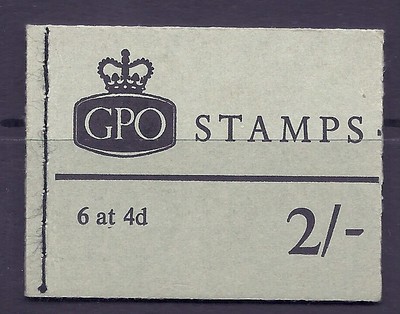 GPO STAMPS
6 at 4d 2/-